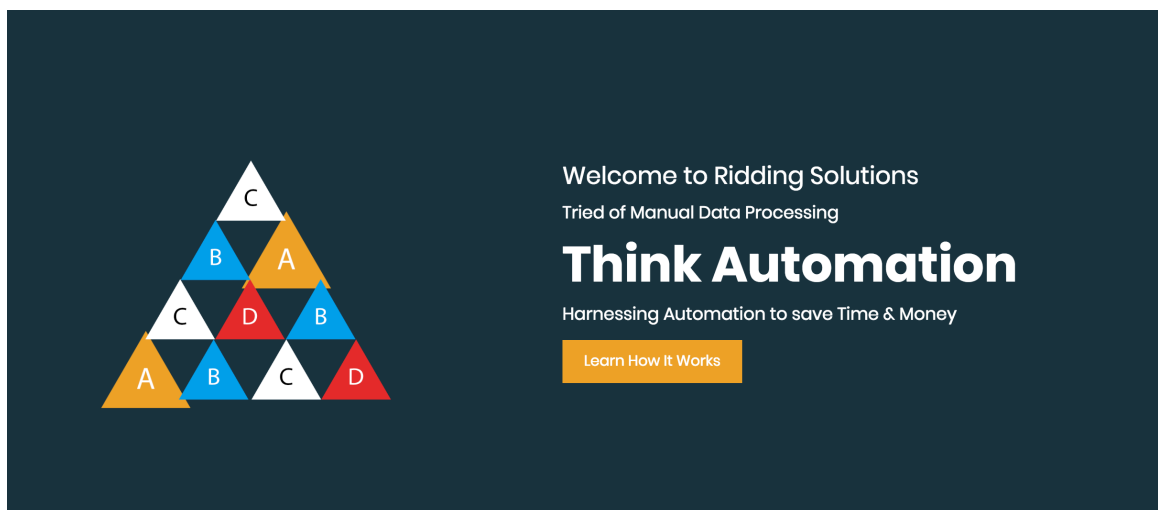 C
Welcome to Ridding Solutions
Tried of Manual Data Processing
B A
Think Automation
C D B
Harnessing Automation to save Time & Money
Learn How It Works
A B C D